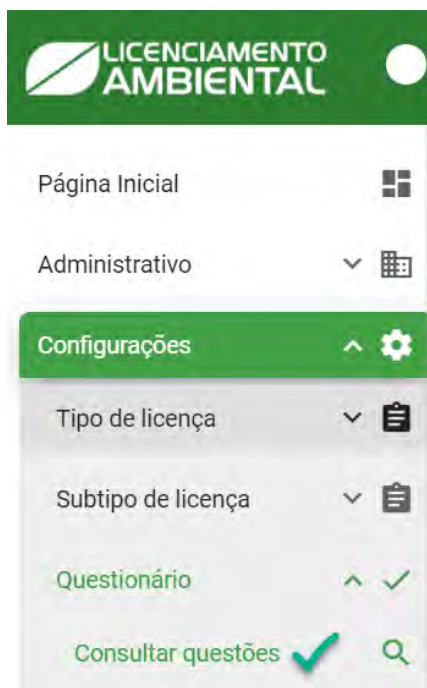 LICENCIAMENTO
AMBIENTAL
Página Inicial
Administrativo
Configurações
Tipo de licença
Subtipo de licença
Questionário
Consultar questões